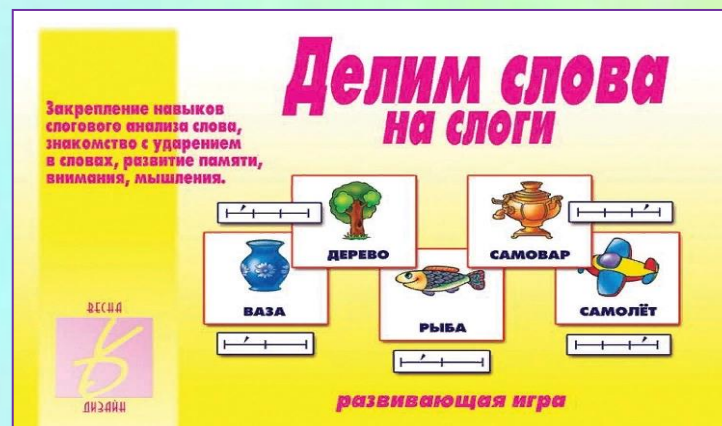 Делим слова
на слоги
Закрепление навыков
слогового анализа слова,
знакомство с ударением
в словах, развитие памяти,
внимания, мышления.
ДЕРЕВО
САМОВАР
ВАЗА
РЫБА
САМОЛЁТ
ВЕСНА
ДИЗАЙН
развивающая игра